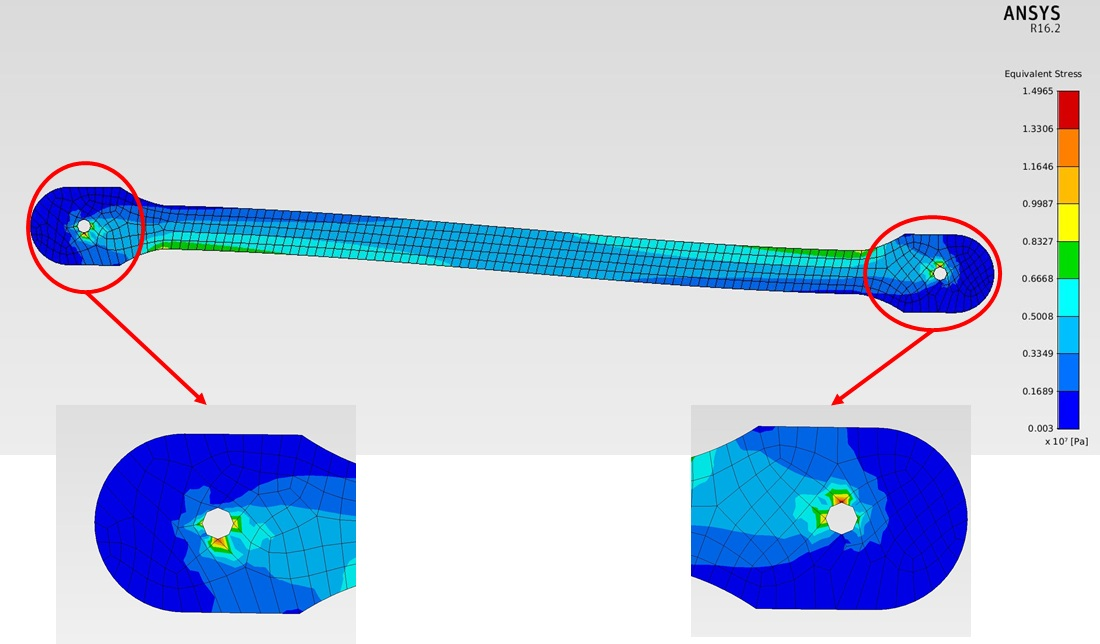 ANSYS
R16.2
Equivalent Stress
1.4965
1.3306
1.1646
0.9987
0.8327
0.6668
0.5008
0.3349
0.1689
0.003
x 10⁷ [Pa]